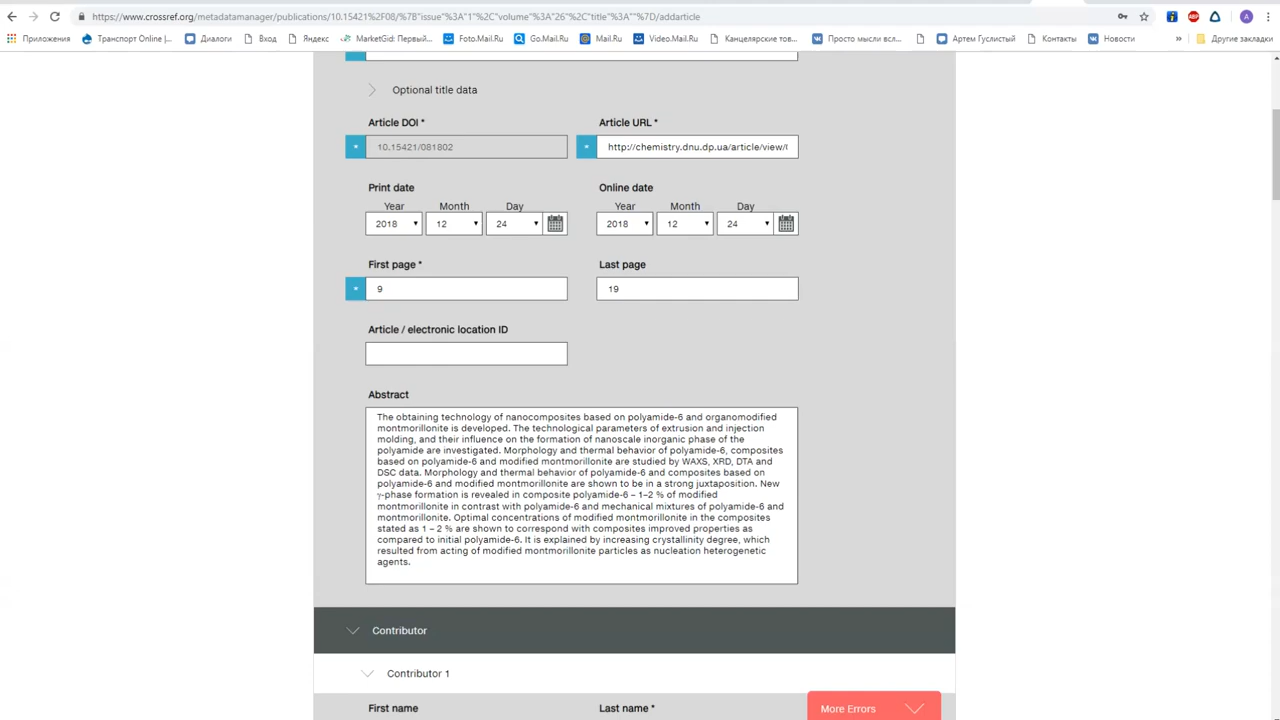 https://www.crossref.org/metadatamanager/publications/10.15421%2F08/%7B"issue"%3A"1"%2C"volume"%3A"26"%2C"title"%3A""%7D/addarticle
Приложения Транспорт Online |... Диалоги Вход Яндекс MarketGid: Первый... Foto.Mail.Ru Go.Mail.Ru Mail.Ru Video.Mail.Ru Канцелярские тов... Просто мысли всл... Артем Гуслистый Контакты Новости » Другие закладки
Optional title data
Article DOI * Article URL *
* 10.15421/081802 * http://chemistry.dnu.dp.ua/article/view/
Print date Online date
Year Month Day Year Month Day
2018 12 24 2018 12 24
First page * Last page
* 9 19
Article / electronic location ID
Abstract
The obtaining technology of nanocomposites based on polyamide-6 and organomodified
montmorillonite is developed. The technological parameters of extrusion and injection
molding, and their influence on the formation of nanoscale inorganic phase of the
polyamide are investigated. Morphology and thermal behavior of polyamide-6, composites
based on polyamide-6 and modified montmorillonite are studied by WAXS, XRD, DTA and
DSC data. Morphology and thermal behavior of polyamide-6 and composites based on
polyamide-6 and modified montmorillonite are shown to be in a strong juxtaposition. New
γ-phase formation is revealed in composite polyamide-6 – 1–2 % of modified
montmorillonite in contrast with polyamide-6 and mechanical mixtures of polyamide-6 and
montmorillonite. Optimal concentrations of modified montmorillonite in the composites
stated as 1 – 2 % are shown to correspond with composites improved properties as
compared to initial polyamide-6. It is explained by increasing crystallinity degree, which
resulted from acting of modified montmorillonite particles as nucleation heterogenetic
agents.
Contributor
Contributor 1
First name Last name *
More Errors